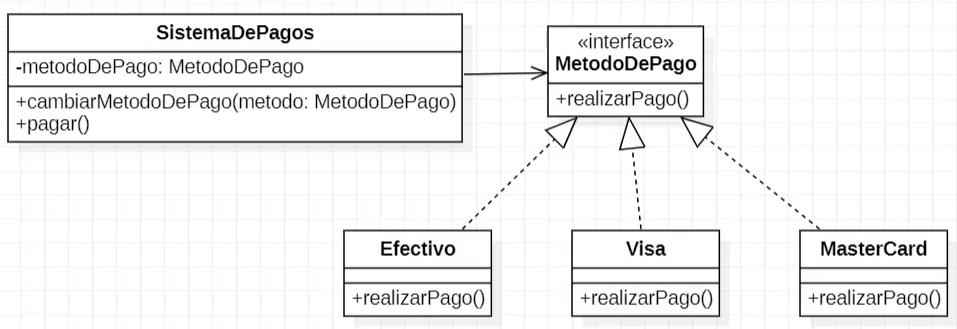 SistemaDePagos
-metodoDePago: MetodoDePago
+cambiarMetodoDePago(metodo: MetodoDePago)
+pagar()
«interface»
MetodoDePago
+realizarPago()
Efectivo
+realizarPago()
Visa
+realizarPago()
MasterCard
+realizarPago()